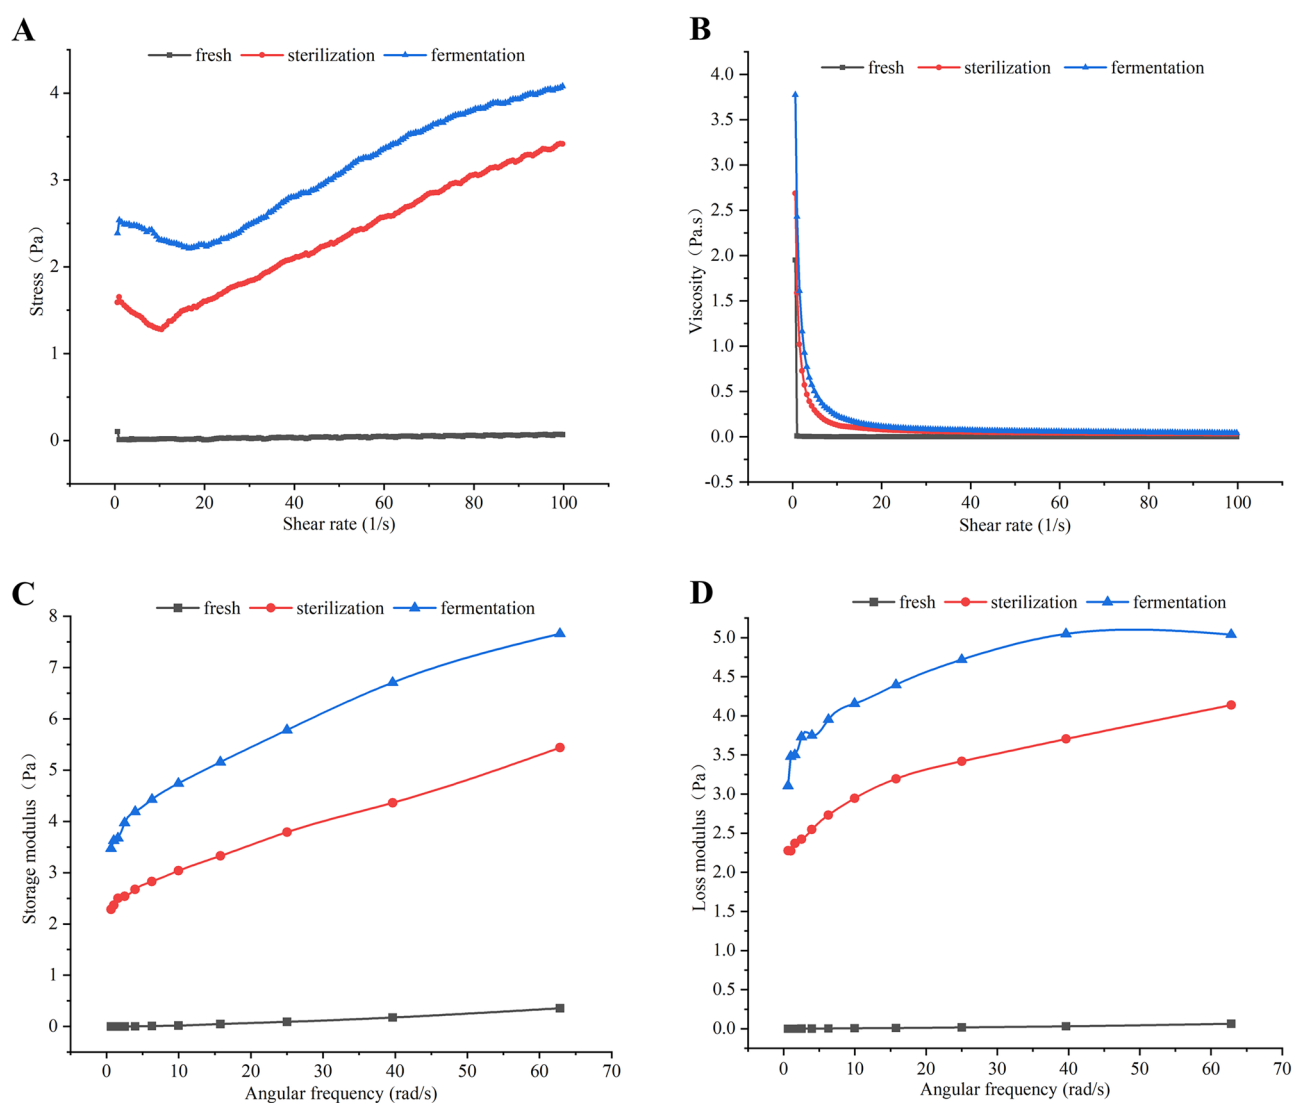 A
fresh sterilization fermentation
4
3
2
1
0
Stress（Pa）
0 20 40 60 80 100
Shear rate (1/s)
B
fresh sterilization fermentation
4.0
3.5
3.0
2.5
2.0
1.5
1.0
0.5
0.0
-0.5
Viscosity（Pa.s）
0 20 40 60 80 100
Shear rate (1/s)
C
fresh sterilization fermentation
8
7
6
5
4
3
2
1
0
Storage modulus（Pa）
0 10 20 30 40 50 60 70
Angular frequency (rad/s)
D
fresh sterilization fermentation
5.0
4.5
4.0
3.5
3.0
2.5
2.0
1.5
1.0
0.5
0.0
Loss modulus（Pa）
0 10 20 30 40 50 60 70
Angular frequency (rad/s)